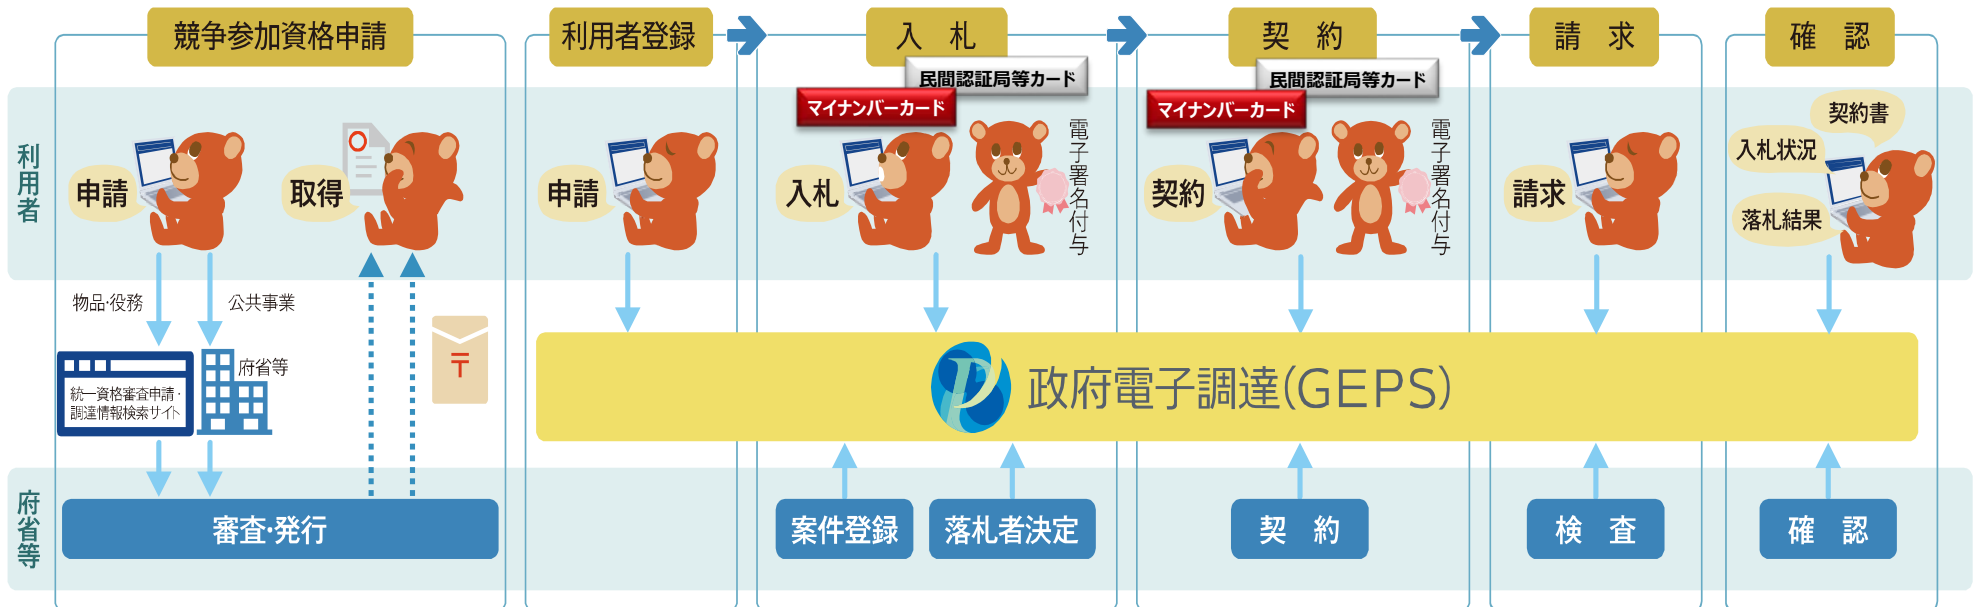 競争参加資格申請
利用者登録
入　札
契　約
請　求
確　認
民間認証局等カード
マイナンバーカード
民間認証局等カード
マイナンバーカード
利用者
申請
取得
申請
入札
電子署名付与
契約
電子署名付与
請求
契約書
入札状況
落札結果
物品・役務
公共事業
府省等
統一資格審査申請・
調達情報検索サイト
〒
政府電子調達(GEPS)
府省等
審査・発行
案件登録
落札者決定
契　約
検　査
確　認